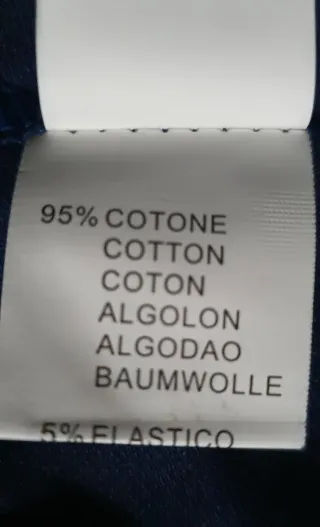 95% COTONE
COTTON
COTON
ALGOLON
ALGODAO
BAUMWOLLE
5% ELASTICO